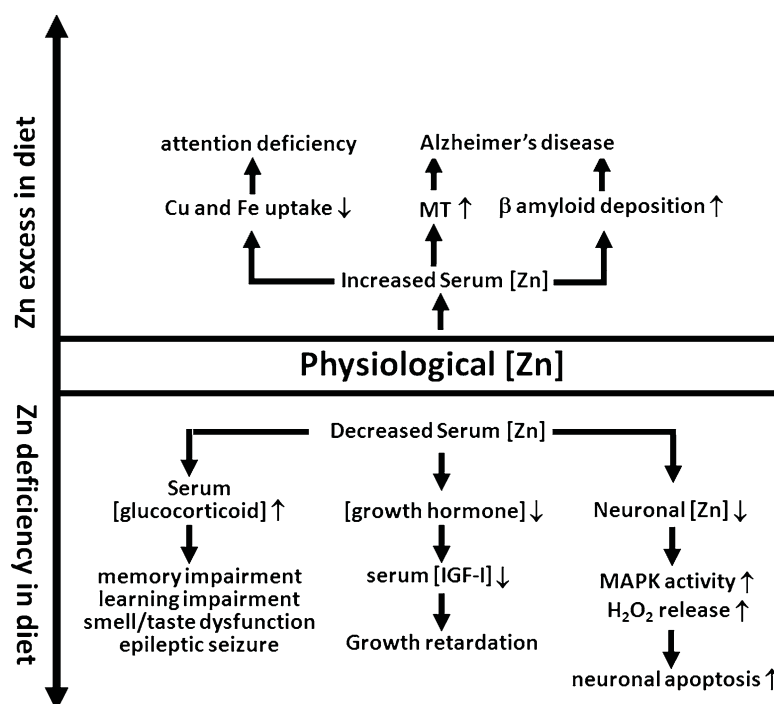 Zn excess in diet
attention deficiency
Alzheimer's disease
Cu and Fe uptake ↓
MT ↑
β amyloid deposition ↑
Increased Serum [Zn]
Physiological [Zn]
Zn deficiency in diet
Decreased Serum [Zn]
Serum
[glucocorticoid] ↑
memory impairment
learning impairment
smell/taste dysfunction
epileptic seizure
[growth hormone] ↓
serum [IGF-I] ↓
Growth retardation
Neuronal [Zn] ↓
MAPK activity ↑
H₂O₂ release ↑
neuronal apoptosis ↑